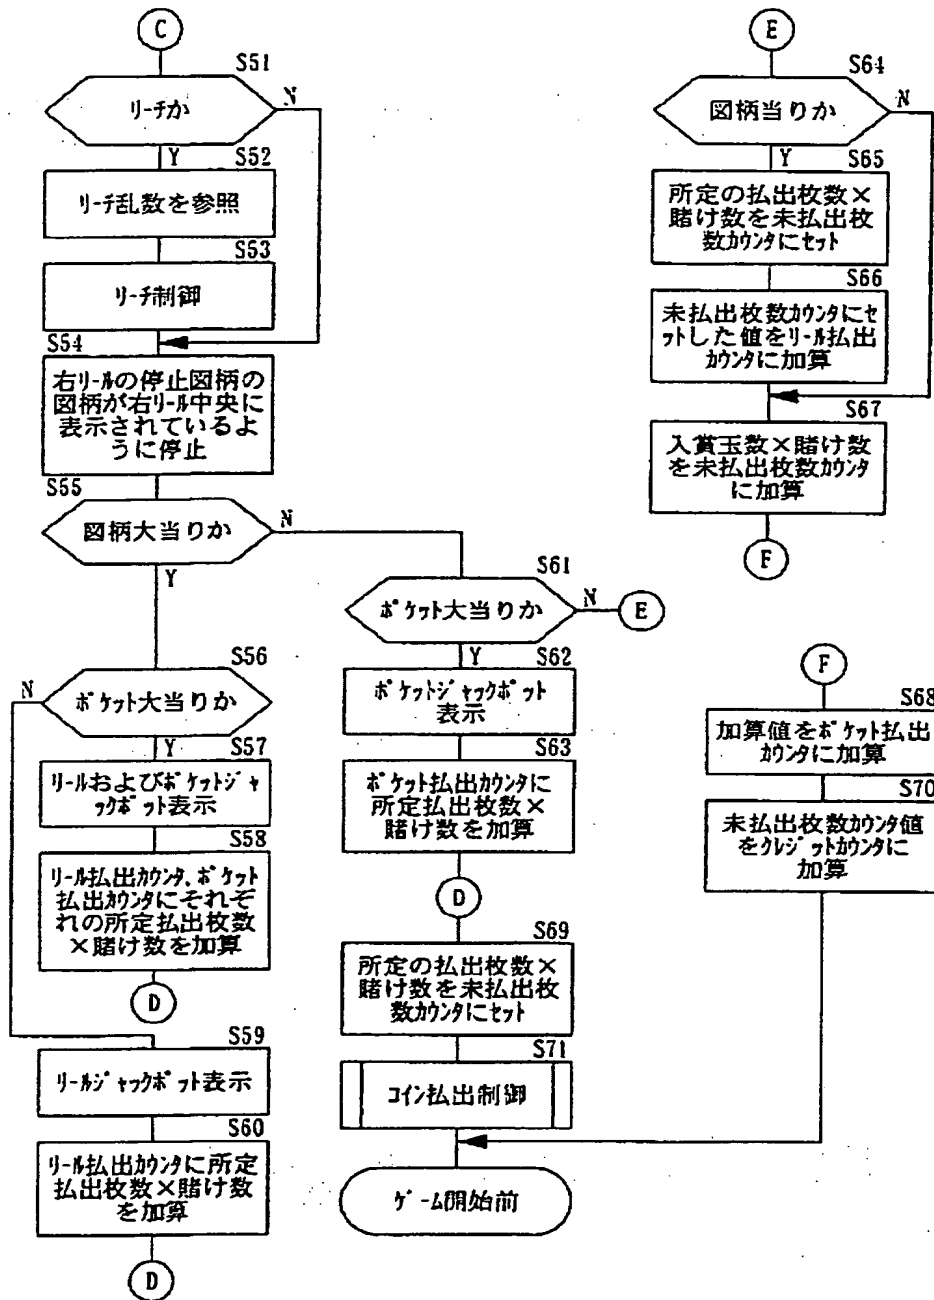 C
S51
リーチか
N
Y
S52
リーチ乱数を参照
S53
リーチ制御
S54
右リールの停止図柄の
図柄が右リール中央に
表示されているよ
うに停止
S55
図柄大当りか
N
Y
S56
N
ポケット大当りか
Y
S57
リールおよびポケットジャ
ックポット表示
S58
リール払出カウンタ、ポケット
払出カウンタにそれぞ
れの所定払出枚数
×賭け数を加算
D
S59
リールジャックポット表示
S60
リール払出カウンタに所定
払出枚数×賭け数
を加算
D
S61
ポケット大当りか
N
E
Y
S62
ポケットジャックポット
表示
S63
ポケット払出カウンタに
所定払出枚数×
賭け数を加算
D
S69
所定の払出枚数×
賭け数を未払出枚
数カウンタにセット
S71
コイン払出制御
ゲーム開始前
E
S64
図柄当りか
N
Y
S65
所定の払出枚数×
賭け数を未払出枚
数カウンタにセット
S66
未払出枚数カウンタにセ
ットした値をリール払出
カウンタに加算
S67
入賞玉数×賭け数
を未払出枚数カウンタ
に加算
F
F
S68
加算値をポケット払出
カウンタに加算
S70
未払出枚数カウンタ値
をクレジットカウンタに
加算